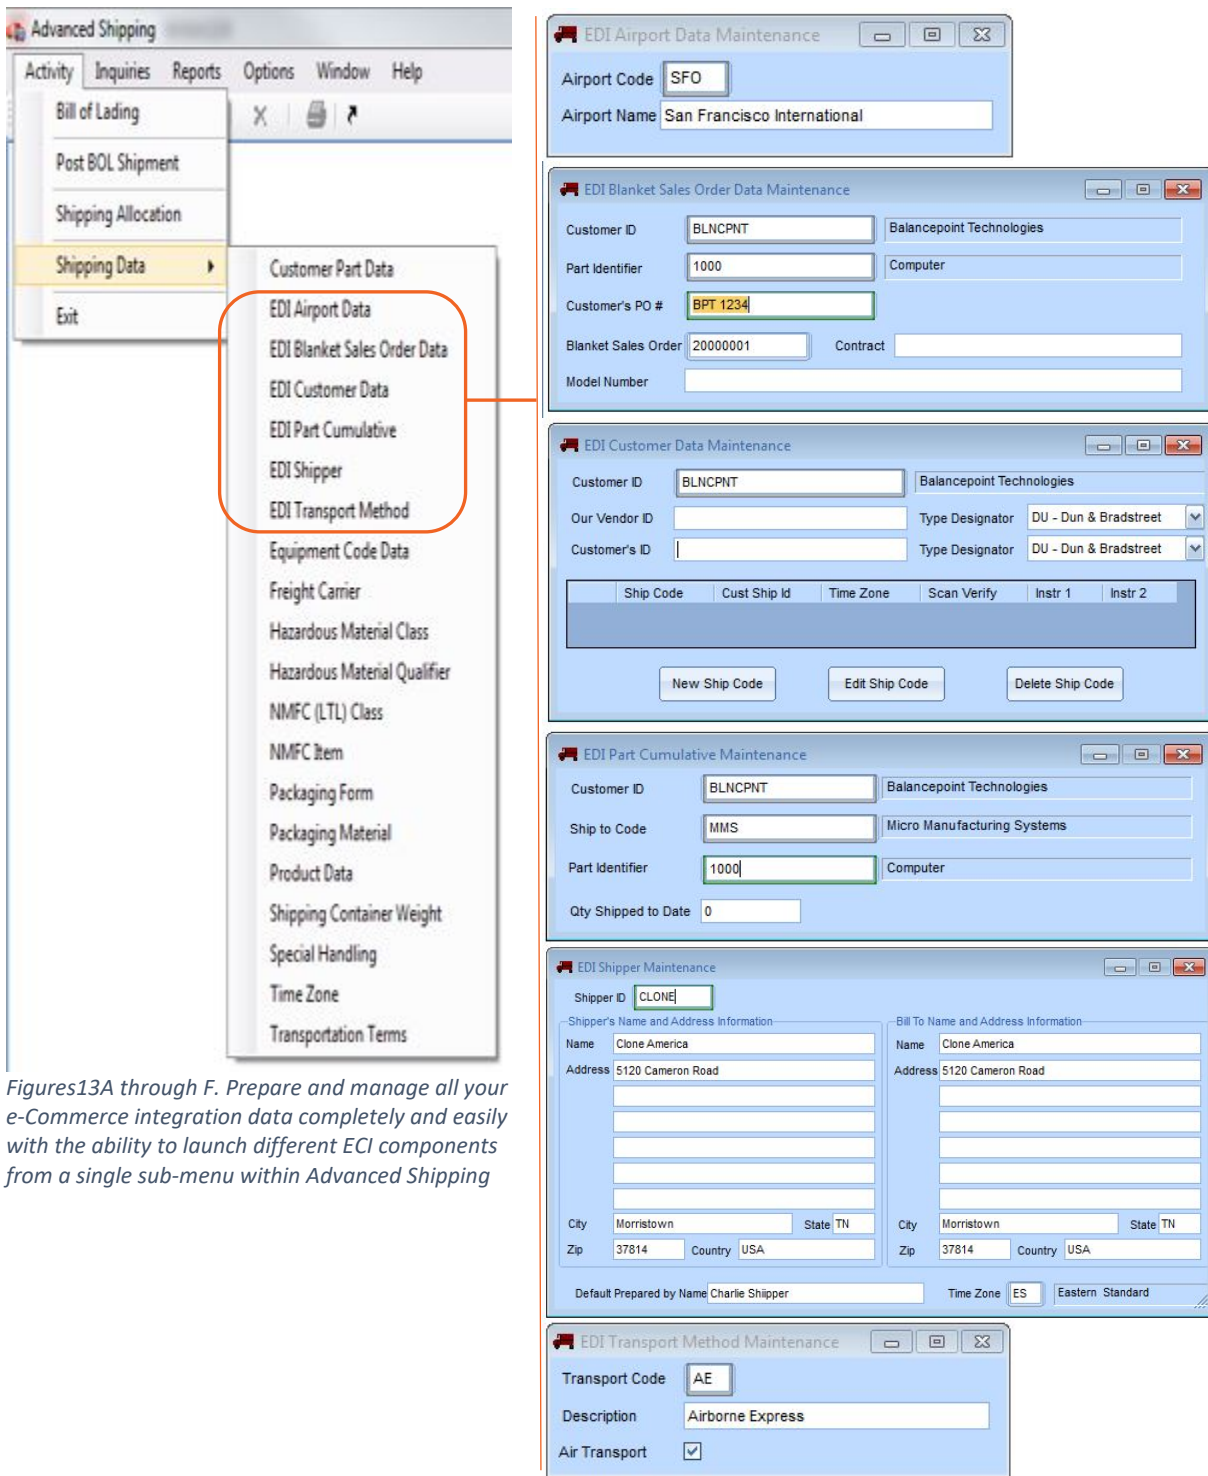 Advanced Shipping
Activity Inquiries Reports Options Window Help
Bill of Lading
Post BOL Shipment
Shipping Allocation
Shipping Data
Exit
Customer Part Data
EDI Airport Data
EDI Blanket Sales Order Data
EDI Customer Data
EDI Part Cumulative
EDI Shipper
EDI Transport Method
Equipment Code Data
Freight Carrier
Hazardous Material Class
Hazardous Material Qualifier
NMFC (LTL) Class
NMFC Item
Packaging Form
Packaging Material
Product Data
Shipping Container Weight
Special Handling
Time Zone
Transportation Terms
Figures13A through F. Prepare and manage all your
e-Commerce integration data completely and easily
with the ability to launch different ECI components
from a single sub-menu within Advanced Shipping
EDI Airport Data Maintenance
Airport Code SFO
Airport Name San Francisco International
EDI Blanket Sales Order Data Maintenance
Customer ID BLNCPNT Balancepoint Technologies
Part Identifier 1000 Computer
Customer's PO # BPT 1234
Blanket Sales Order 20000001 Contract
Model Number
EDI Customer Data Maintenance
Customer ID BLNCPNT Balancepoint Technologies
Our Vendor ID Type Designator DU - Dun & Bradstreet
Customer's ID Type Designator DU - Dun & Bradstreet
Ship Code Cust Ship Id Time Zone Scan Verify Instr 1 Instr 2
New Ship Code Edit Ship Code Delete Ship Code
EDI Part Cumulative Maintenance
Customer ID BLNCPNT Balancepoint Technologies
Ship to Code MMS Micro Manufacturing Systems
Part Identifier 1000 Computer
Qty Shipped to Date 0
EDI Shipper Maintenance
Shipper ID CLONE
Shipper's Name and Address Information Bill To Name and Address Information
Name Clone America Name Clone America
Address 5120 Cameron Road Address 5120 Cameron Road
City Morristown State TN City Morristown State TN
Zip 37814 Country USA Zip 37814 Country USA
Default Prepared by Name Charlie Shiipper Time Zone ES Eastern Standard
EDI Transport Method Maintenance
Transport Code AE
Description Airborne Express
Air Transport